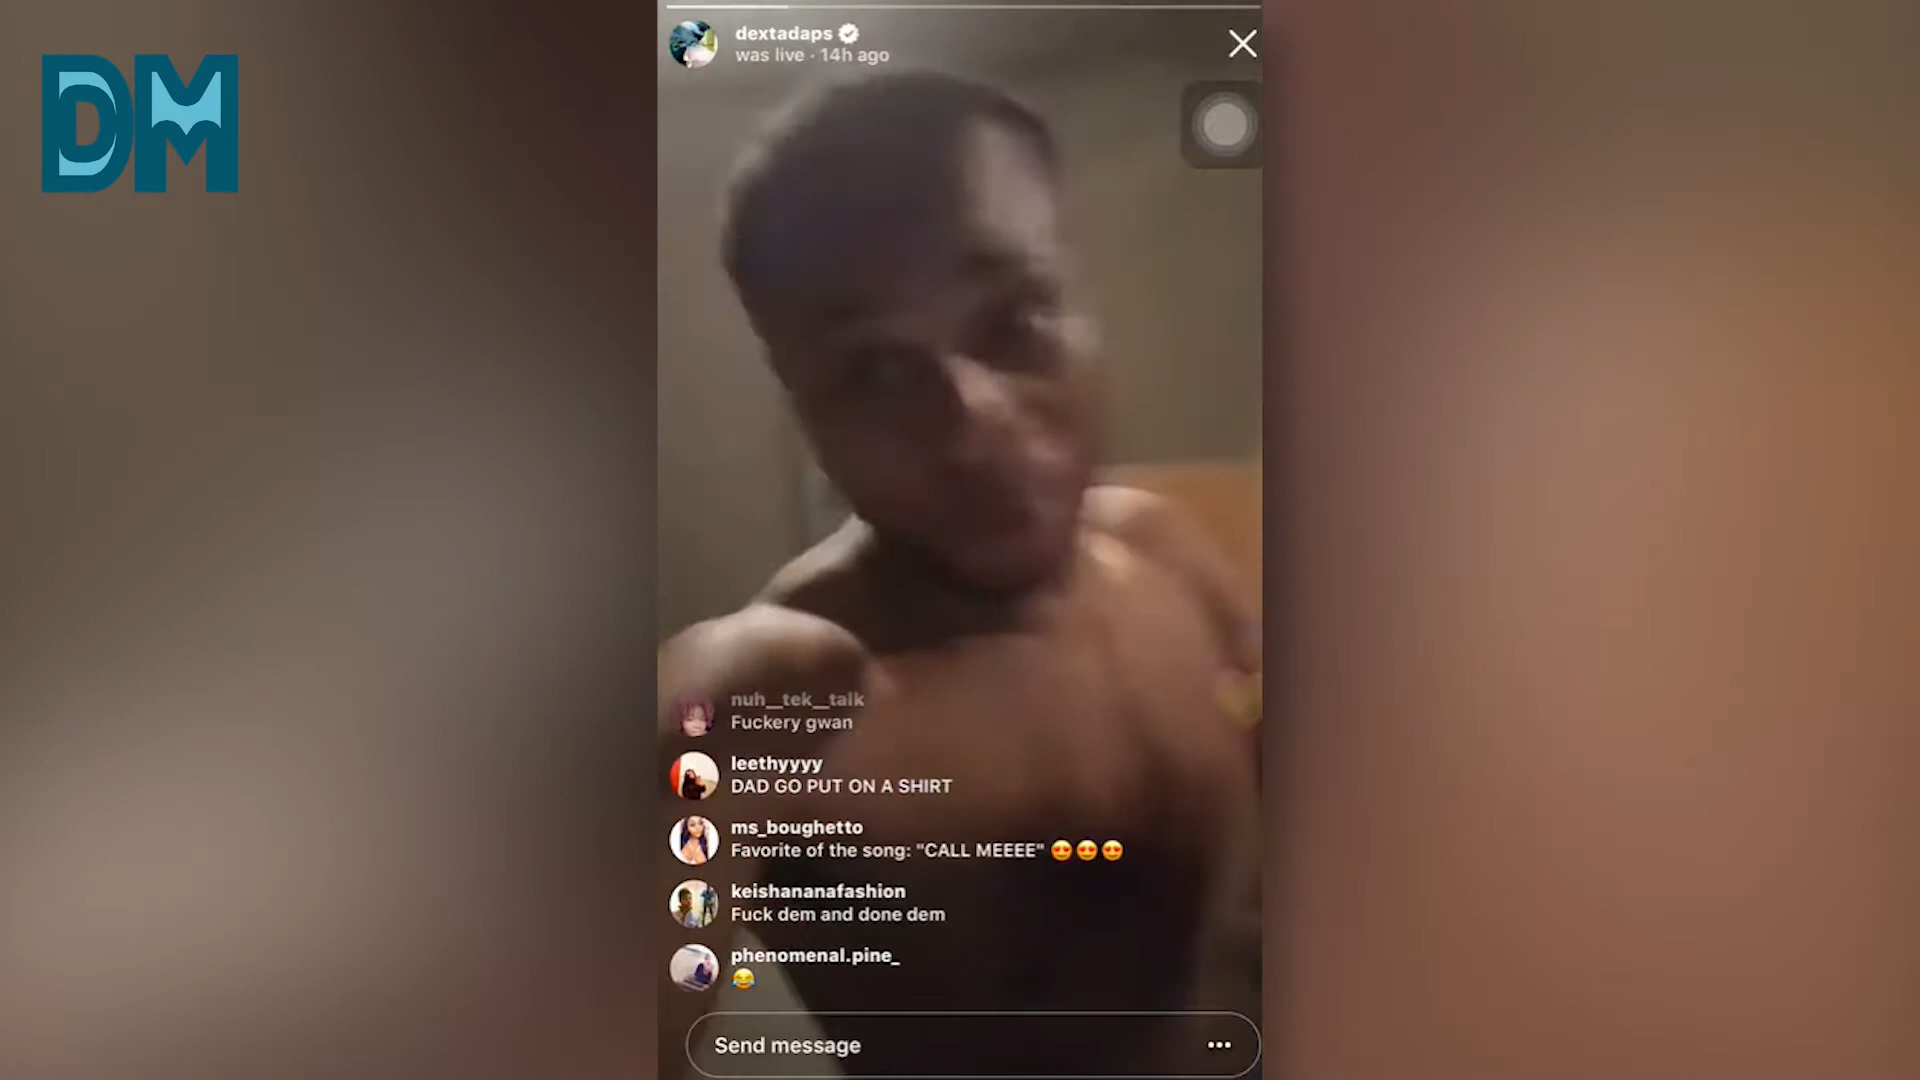 DM
dextadaps
was live · 14h ago
nuh__tek__talk
Fuckery gwan
leethyyyy
DAD GO PUT ON A SHIRT
ms_boughetto
Favorite of the song: "CALL MEEEE" 😍😍😍
keishananafashion
Fuck dem and done dem
phenomenal.pine_
😂
Send message